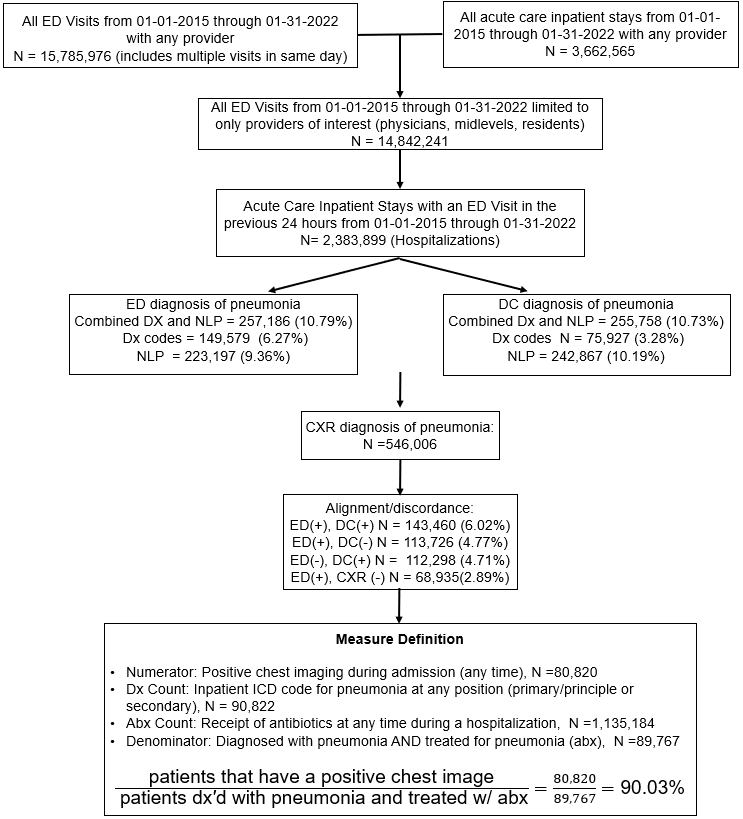 All ED Visits from 01-01-2015 through 01-31-2022
with any provider
N = 15,785,976 (includes multiple visits in same day)
All acute care inpatient stays from 01-01-
2015 through 01-31-2022 with any provider
N = 3,662,565
All ED Visits from 01-01-2015 through 01-31-2022 limited to
only providers of interest (physicians, midlevels, residents)
N = 14,842,241
Acute Care Inpatient Stays with an ED Visit in the
previous 24 hours from 01-01-2015 through 01-31-2022
N= 2,383,899 (Hospitalizations)
ED diagnosis of pneumonia
Combined DX and NLP = 257,186 (10.79%)
Dx codes = 149,579 (6.27%)
NLP = 223,197 (9.36%)
DC diagnosis of pneumonia
Combined Dx and NLP = 255,758 (10.73%)
Dx codes N = 75,927 (3.28%)
NLP = 242,867 (10.19%)
CXR diagnosis of pneumonia:
N =546,006
Alignment/discordance:
ED(+), DC(+) N = 143,460 (6.02%)
ED(+), DC(-) N = 113,726 (4.77%)
ED(-), DC(+) N = 112,298 (4.71%)
ED(+), CXR (-) N = 68,935(2.89%)
Measure Definition
• Numerator: Positive chest imaging during admission (any time), N =80,820
• Dx Count: Inpatient ICD code for pneumonia at any position (primary/principle or
secondary), N = 90,822
• Abx Count: Receipt of antibiotics at any time during a hospitalization, N =1,135,184
• Denominator: Diagnosed with pneumonia AND treated for pneumonia (abx), N =89,767
patients that have a positive chest image
patients dx'd with pneumonia and treated w/ abx
= 80,820
89,767
= 90.03%